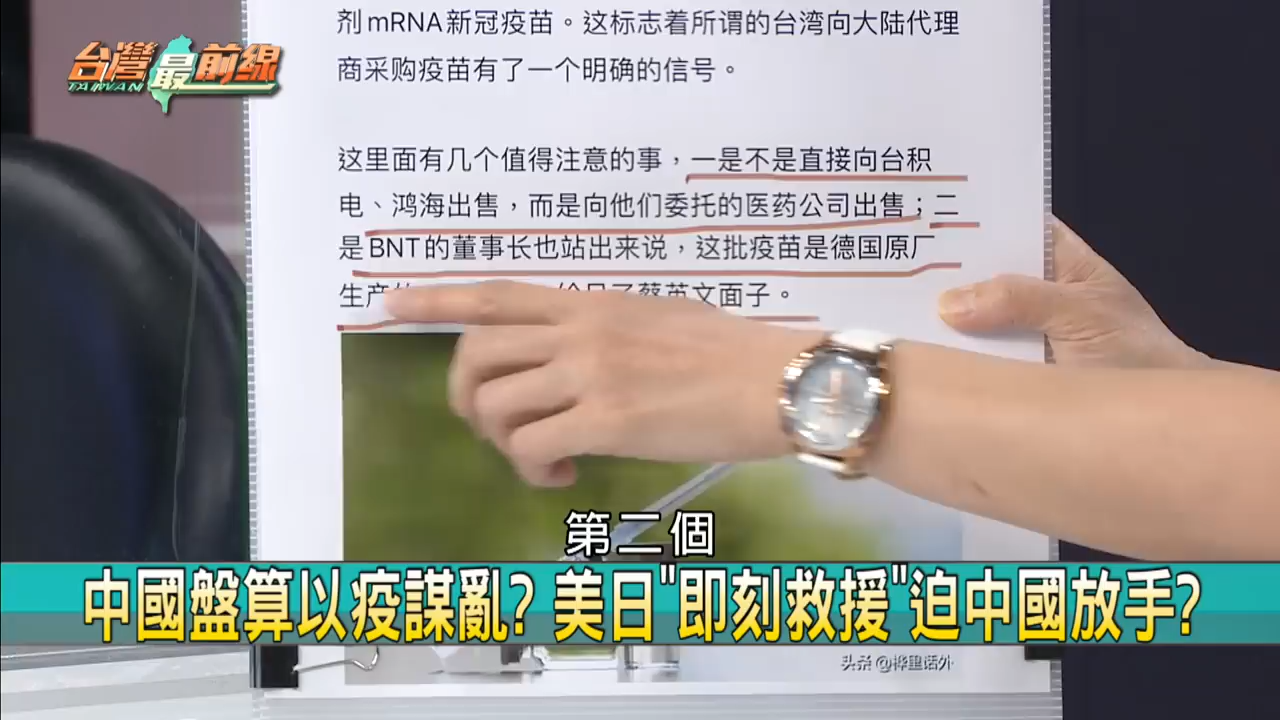 台灣最前線
TAIWAN
剂mRNA新冠疫苗。这标志着所谓的台湾向大陆代理
商采购疫苗有了一个明确的信号。
这里面有几个值得注意的事，一是不是直接向台积
电、鸿海出售，而是向他们委托的医药公司出售；二
是BNT的董事长也站出来说，这批疫苗是德国原厂
生产 蔡英文面子。
第二個
中國盤算以疫謀亂？美日"即刻救援"迫中國放手？
头条 @桦里话外